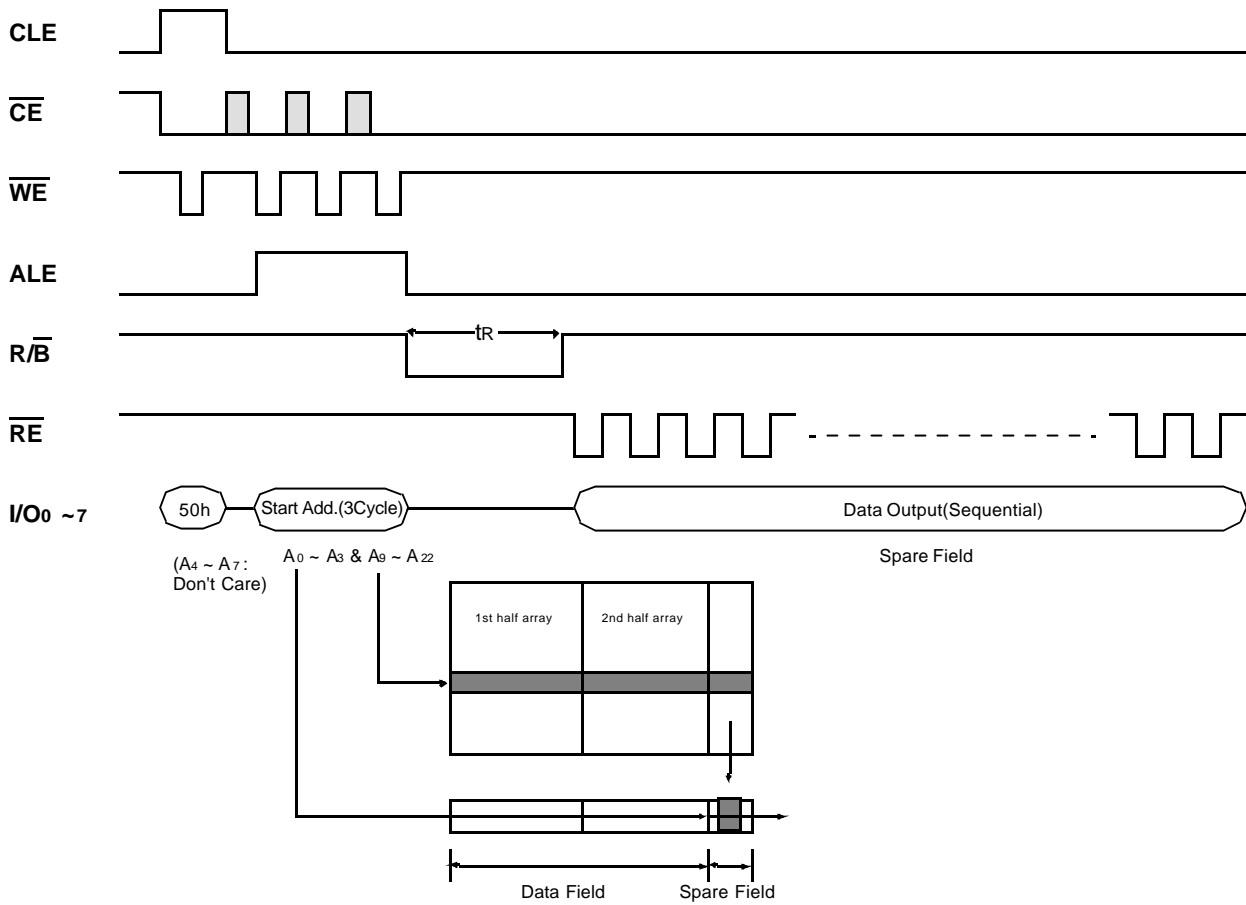 CLE
CE
WE
ALE
R/B
tR
RE
I/O0 ~7
50h
Start Add.(3Cycle)
Data Output(Sequential)
(A4 ~ A7 :
Don't Care)
A0 ~ A3 & A9 ~ A22
Spare Field
1st half array
2nd half array
Data Field
Spare Field